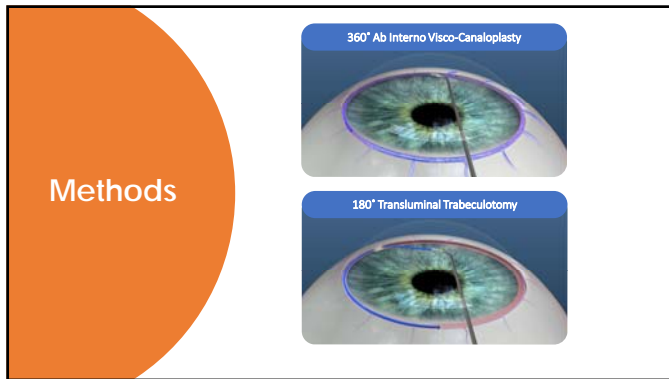 Methods
360° Ab Interno Visco-Canaloplasty
180° Transluminal Trabeculotomy